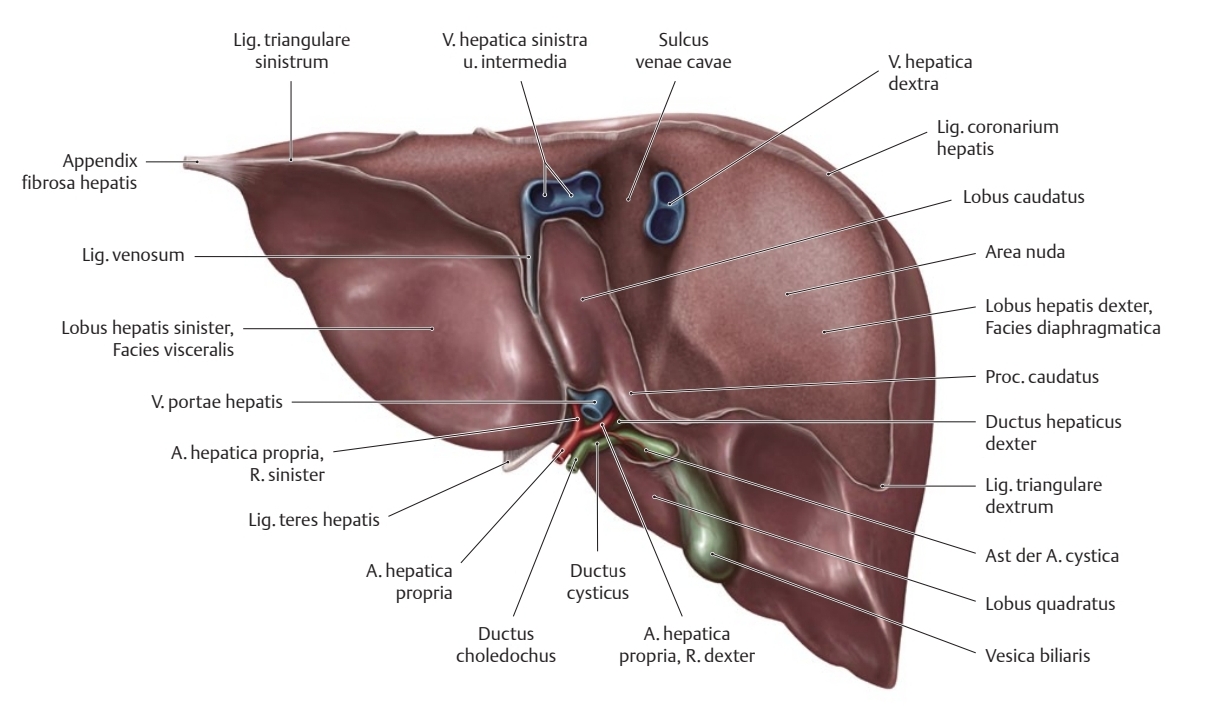 Lig. triangulare
sinistrum
V. hepatica sinistra
u. intermedia
Sulcus
venae cavae
V. hepatica
dextra
Lig. coronarium
hepatis
Appendix
fibrosa hepatis
Lobus caudatus
Lig. venosum
Area nuda
Lobus hepatis sinister,
Facies visceralis
Lobus hepatis dexter,
Facies diaphragmatica
Proc. caudatus
V. portae hepatis
Ductus hepaticus
dexter
A. hepatica propria,
R. sinister
Lig. triangulare
dextrum
Lig. teres hepatis
Ast der A. cystica
A. hepatica
propria
Ductus
cysticus
Lobus quadratus
Ductus
choledochus
A. hepatica
propria, R. dexter
Vesica biliaris